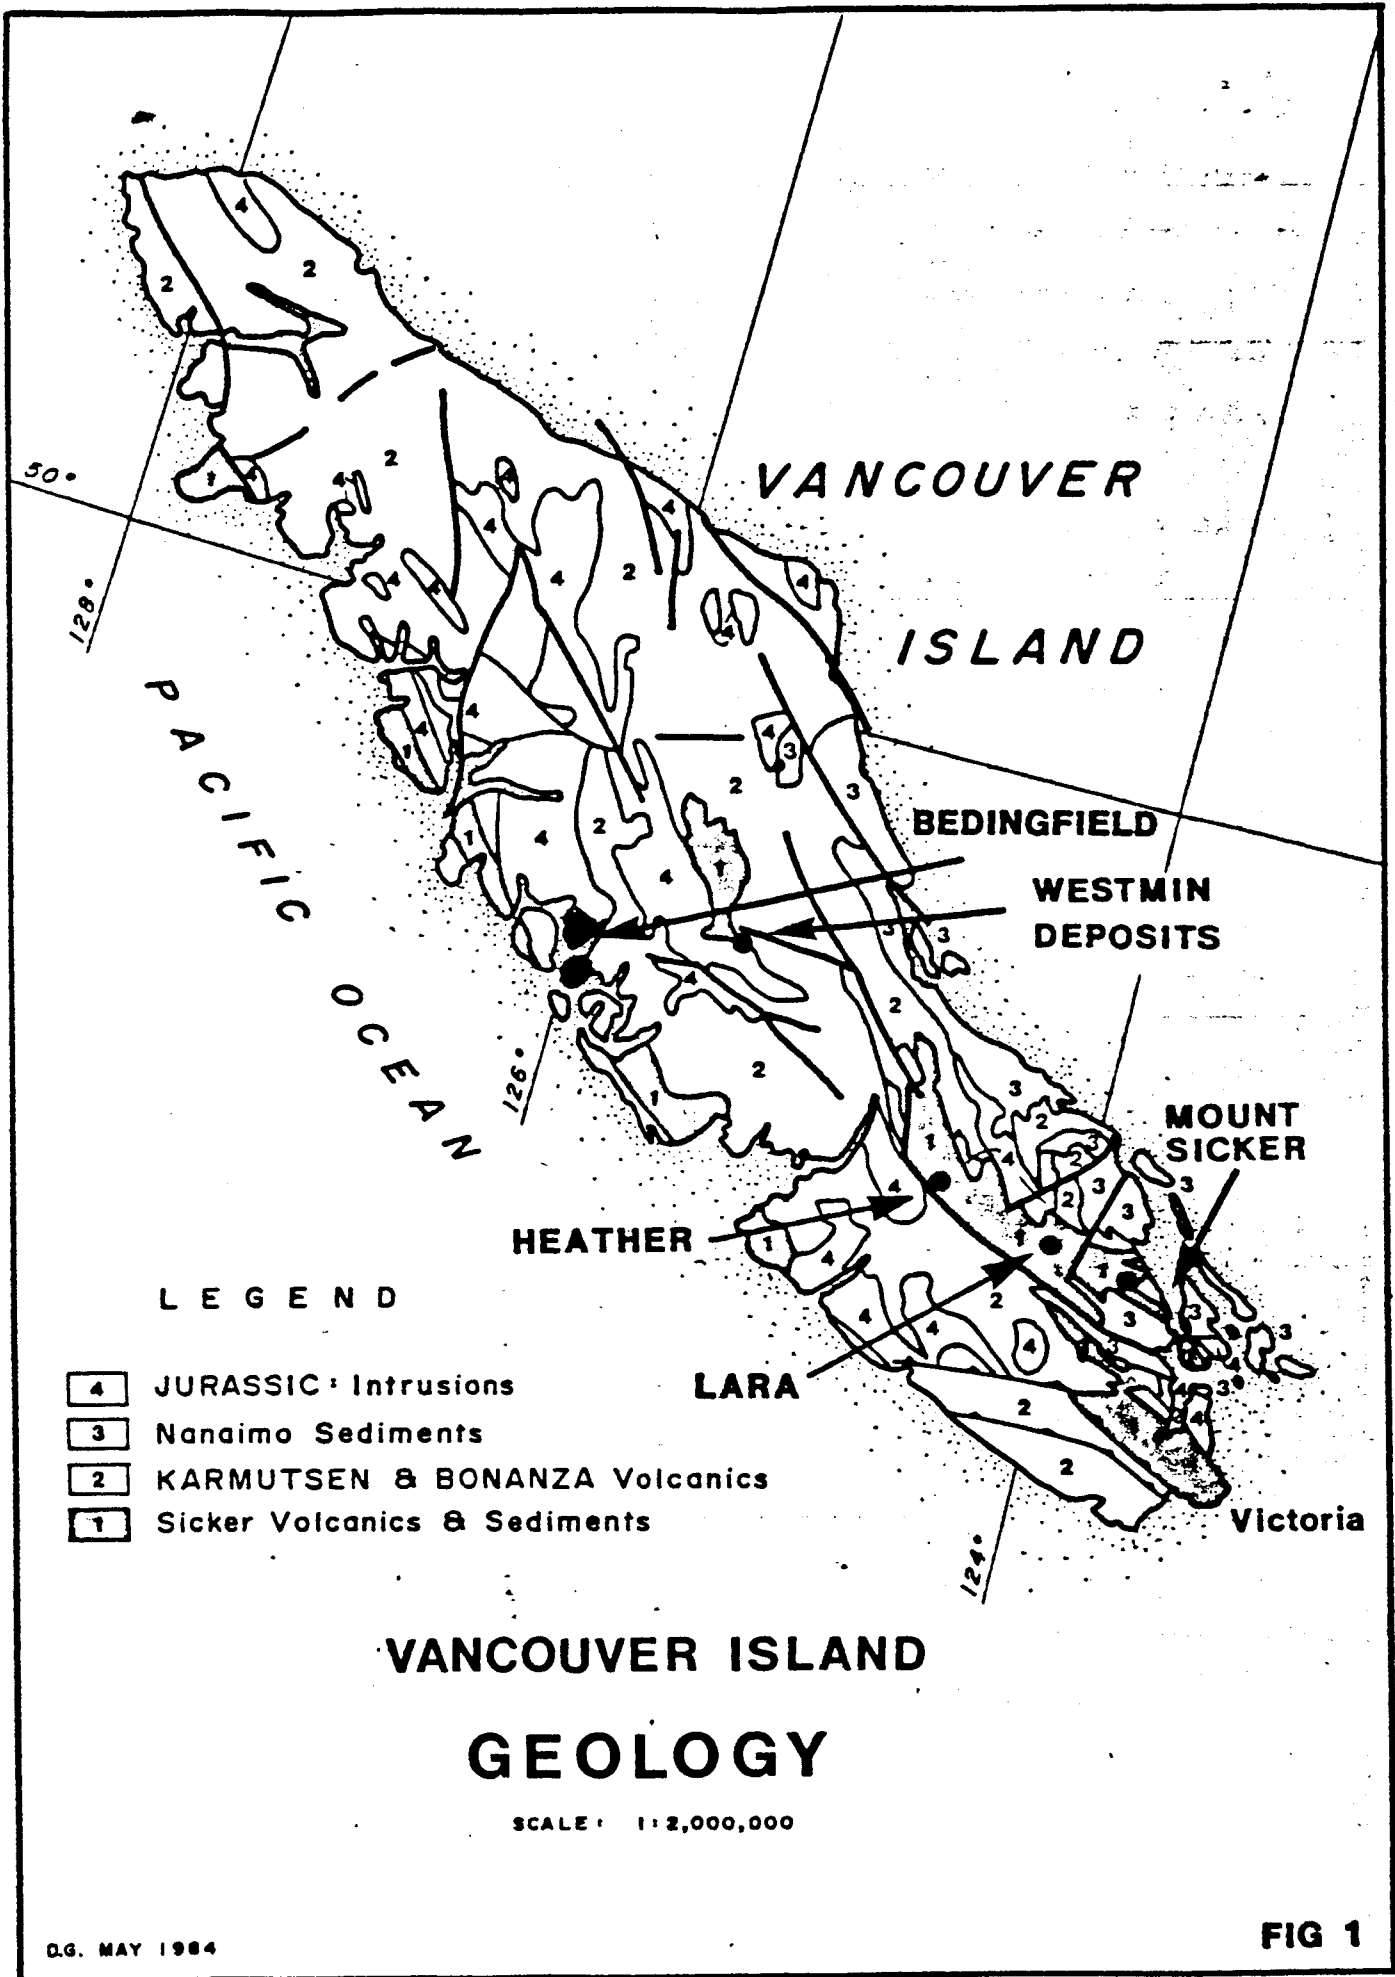 VANCOUVER
ISLAND
50°
128°
PACIFIC OCEAN
BEDINGFIELD
WESTMIN
DEPOSITS
126°
MOUNT
SICKER
HEATHER
LARA
LEGEND
4 JURASSIC: Intrusions
3 Nanaimo Sediments
2 KARMUTSEN & BONANZA Volcanics
1 Sicker Volcanics & Sediments
Victoria
124°
VANCOUVER ISLAND
GEOLOGY
SCALE: 1:2,000,000
D.G. MAY 1984
FIG 1